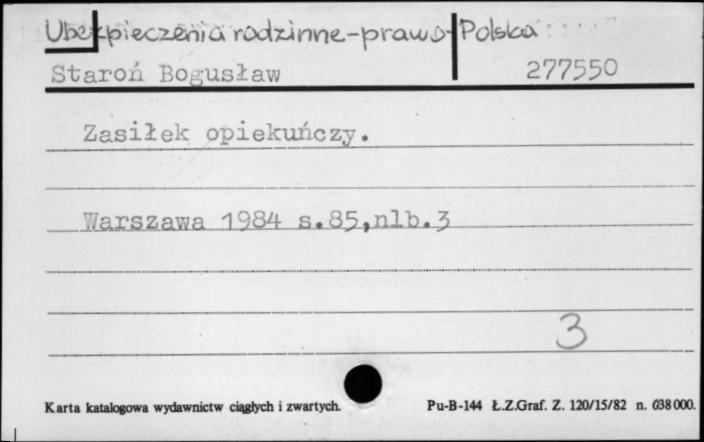 Ubezpieczenia rodzinne-prawo-Polska
Staroń Bogusław 277550
Zasiłek opiekuńczy.
Warszawa 1984 s.85,nlb.3
3
Karta katalogowa wydawnictw ciągłych i zwartych. Pu-B-144 Ł.Z.Graf. Z. 120/15/82 n. 638000.